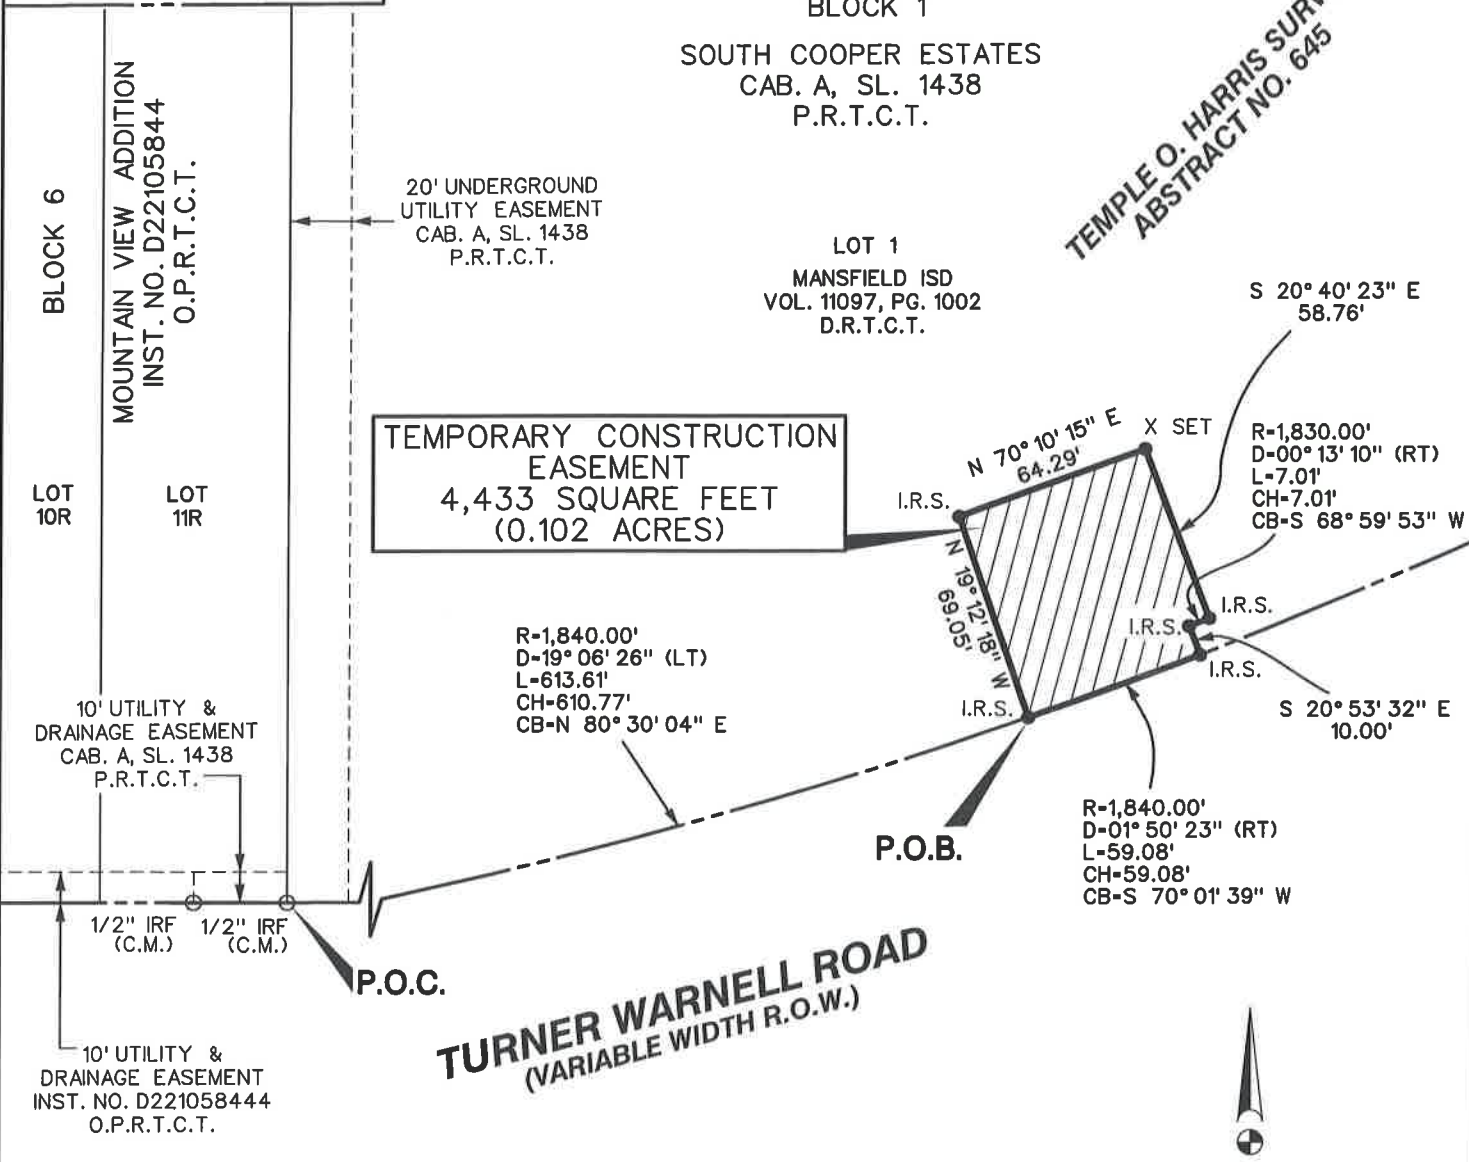 BLOCK 1
SOUTH COOPER ESTATES
CAB. A, SL. 1438
P.R.T.C.T.
TEMPLE O. HARRIS
ABSTRACT NO. 645
BLOCK 6
MOUNTAIN VIEW ADDITION
INST. NO. D221058444
O.P.R.T.C.T.
20' UNDERGROUND
UTILITY EASEMENT
CAB. A, SL. 1438
P.R.T.C.T.
LOT 1
MANSFIELD ISD
VOL. 11097, PG. 1002
D.R.T.C.T.
S 20° 40' 23" E
58.76'
TEMPORARY CONSTRUCTION
EASEMENT
4,433 SQUARE FEET
(0.102 ACRES)
N 70° 10' 15" E
64.29'
X SET
R=1,830.00'
D=00° 13' 10" (RT)
L=7.01'
CH=7.01'
CB=S 68° 59' 53" W
LOT
10R
LOT
11R
I.R.S.
N 19° 12' 18" W
69.05'
I.R.S.
I.R.S.
I.R.S.
I.R.S.
R=1,840.00'
D=19° 06' 26" (LT)
L=613.61'
CH=610.77'
CB=N 80° 30' 04" E
S 20° 53' 32" E
10.00'
10' UTILITY &
DRAINAGE EASEMENT
CAB. A, SL. 1438
P.R.T.C.T.
P.O.B.
R=1,840.00'
D=01° 50' 23" (RT)
L=59.08'
CH=59.08'
CB=S 70° 01' 39" W
1/2" IRF
(C.M.)
1/2" IRF
(C.M.)
P.O.C.
TURNER WARNELL ROAD
(VARIABLE WIDTH R.O.W.)
10' UTILITY &
DRAINAGE EASEMENT
INST. NO. D221058444
O.P.R.T.C.T.